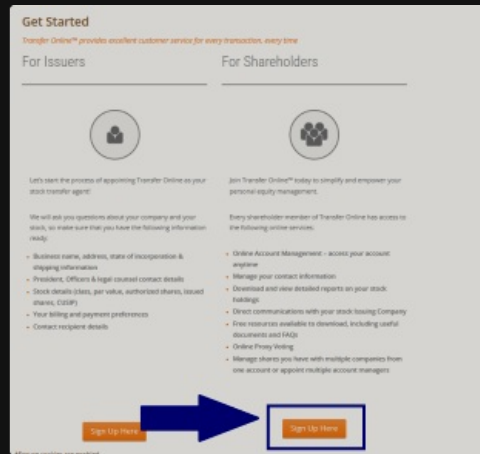 Get Started
Transfer Online™ provides excellent customer service for every transaction, every time
For Issuers
Let's start the process of appointing Transfer Online as your
stock transfer agent!
We will ask you questions about your company and your
stock, so make sure that you have the following information
ready:
Business name, address, state of incorporation &
shipping information
President, Officers & legal counsel contact details
Stock details (class, par value, authorized shares, issued
shares, CUSIP)
Your billing and payment preferences
Contact recipient details
Sign Up Here
For Shareholders
Join Transfer Online™ today to simplify and empower your
personal equity management.
Every shareholder member of Transfer Online has access to
the following online services:
Online Account Management – access your account
anytime
Manage your contact information
Download and view detailed reports on your stock
holdings
Direct communications with your stock Issuing Company
Free resources available to download, including useful
documents and FAQs
Online Proxy Voting
Manage shares you have with multiple companies from
one account or appoint multiple account managers
Sign Up Here